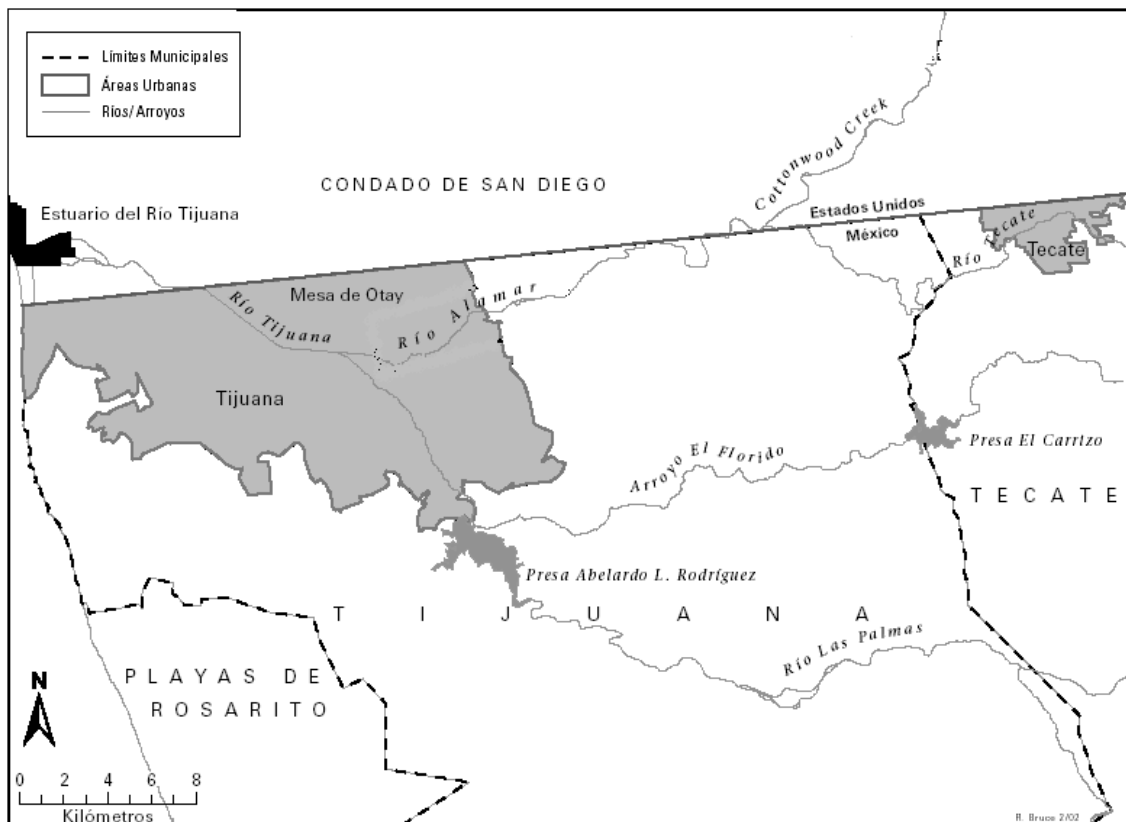 Límites Municipales
Áreas Urbanas
Ríos/Arroyos
Cottonwood Creek
CONDADO DE SAN DIEGO
Estuario del Río Tijuana
Estados Unidos
México
Río Tecate
Tecate
Mesa de Otay
Río Tijuana
Río Alamar
Tijuana
Presa El Carrizo
Arroyo El Florido
TECATE
Presa Abelardo L. Rodríguez
TIJUANA
Río Las Palmas
PLAYAS DE
ROSARITO
N
0 2 4 6 8
Kilómetros
R. Bruce 2/02